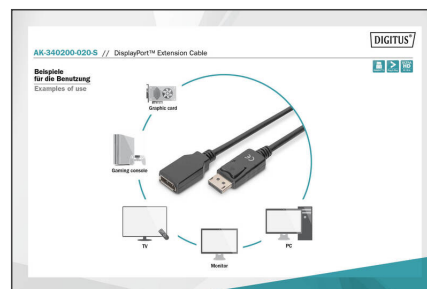 DIGITUS®
AK-340200-020-S // DisplayPort™ Extension Cable
Beispiele
für die Benutzung
Examples of use
Graphic card
Gaming console
TV
Monitor
PC